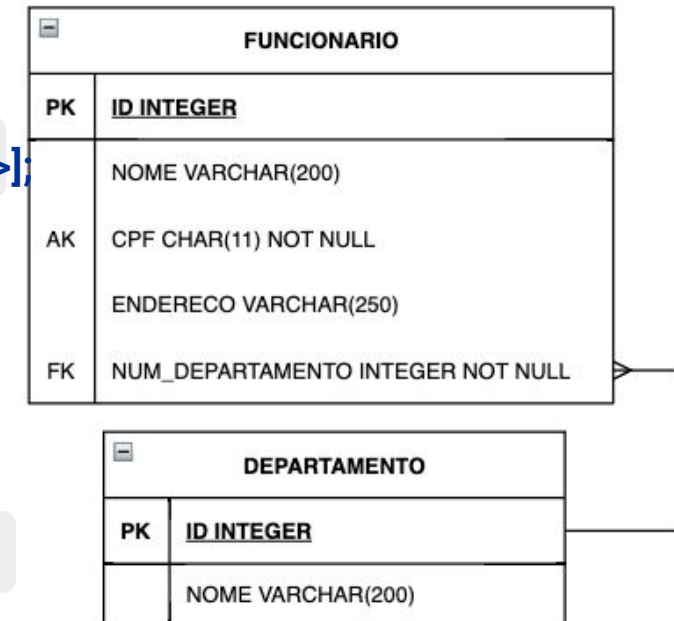 FUNCIONARIO
PK ID INTEGER
>];
NOME VARCHAR(200)
AK CPF CHAR(11) NOT NULL
ENDERECO VARCHAR(250)
FK NUM_DEPARTAMENTO INTEGER NOT NULL
DEPARTAMENTO
PK ID INTEGER
NOME VARCHAR(200)